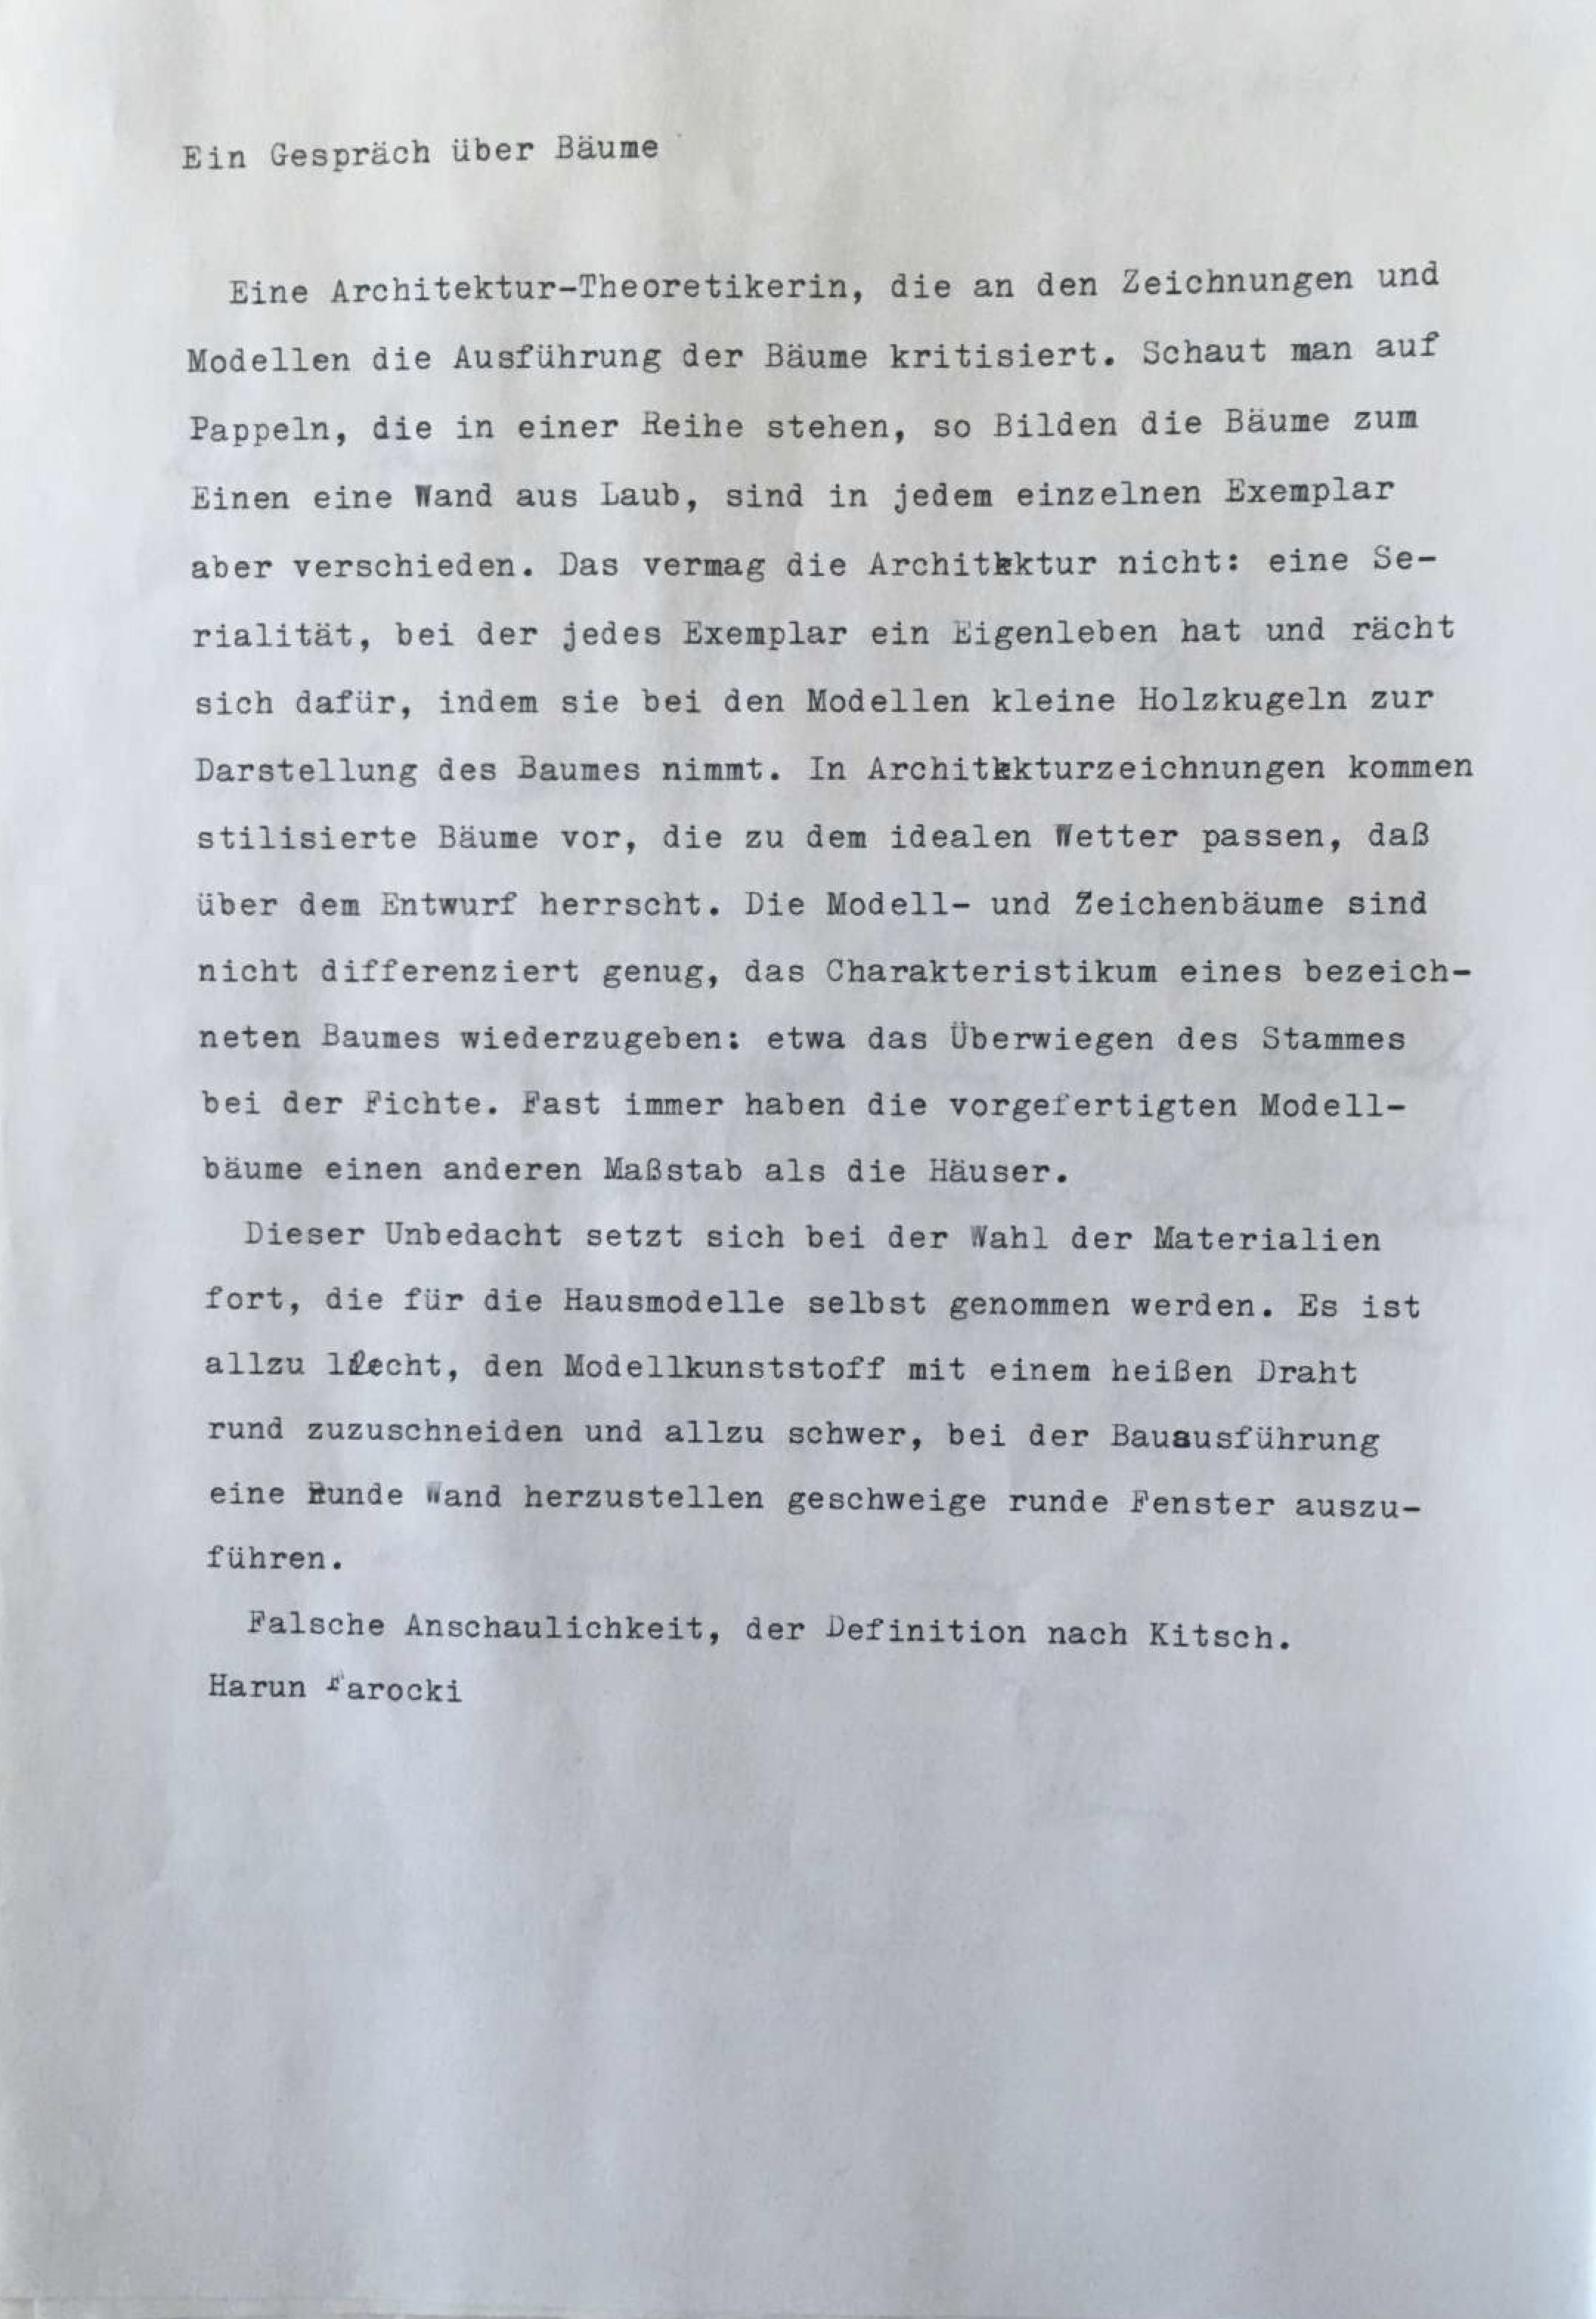 Ein Gespräch über Bäume
Eine Architektur-Theoretikerin, die an den Zeichnungen und
Modellen die Ausführung der Bäume kritisiert. Schaut man auf
Pappeln, die in einer Reihe stehen, so Bilden die Bäume zum
Einen eine Wand aus Laub, sind in jedem einzelnen Exemplar
aber verschieden. Das vermag die Architektur nicht: eine Se-
rialität, bei der jedes Exemplar ein Eigenleben hat und rächt
sich dafür, indem sie bei den Modellen kleine Holzkugeln zur
Darstellung des Baumes nimmt. In Architekturzeichnungen kommen
stilisierte Bäume vor, die zu dem idealen Wetter passen, daß
über dem Entwurf herrscht. Die Modell- und Zeichenbäume sind
nicht differenziert genug, das Charakteristikum eines bezeich-
neten Baumes wiederzugeben: etwa das Überwiegen des Stammes
bei der Fichte. Fast immer haben die vorgefertigten Modell-
bäume einen anderen Maßstab als die Häuser.
Dieser Unbedacht setzt sich bei der Wahl der Materialien
fort, die für die Hausmodelle selbst genommen werden. Es ist
allzu leicht, den Modellkunststoff mit einem heißen Draht
rund zuzuschneiden und allzu schwer, bei der Bauausführung
eine Runde Wand herzustellen geschweige runde Fenster auszu-
führen.
Falsche Anschaulichkeit, der Definition nach Kitsch.
Harun Farocki